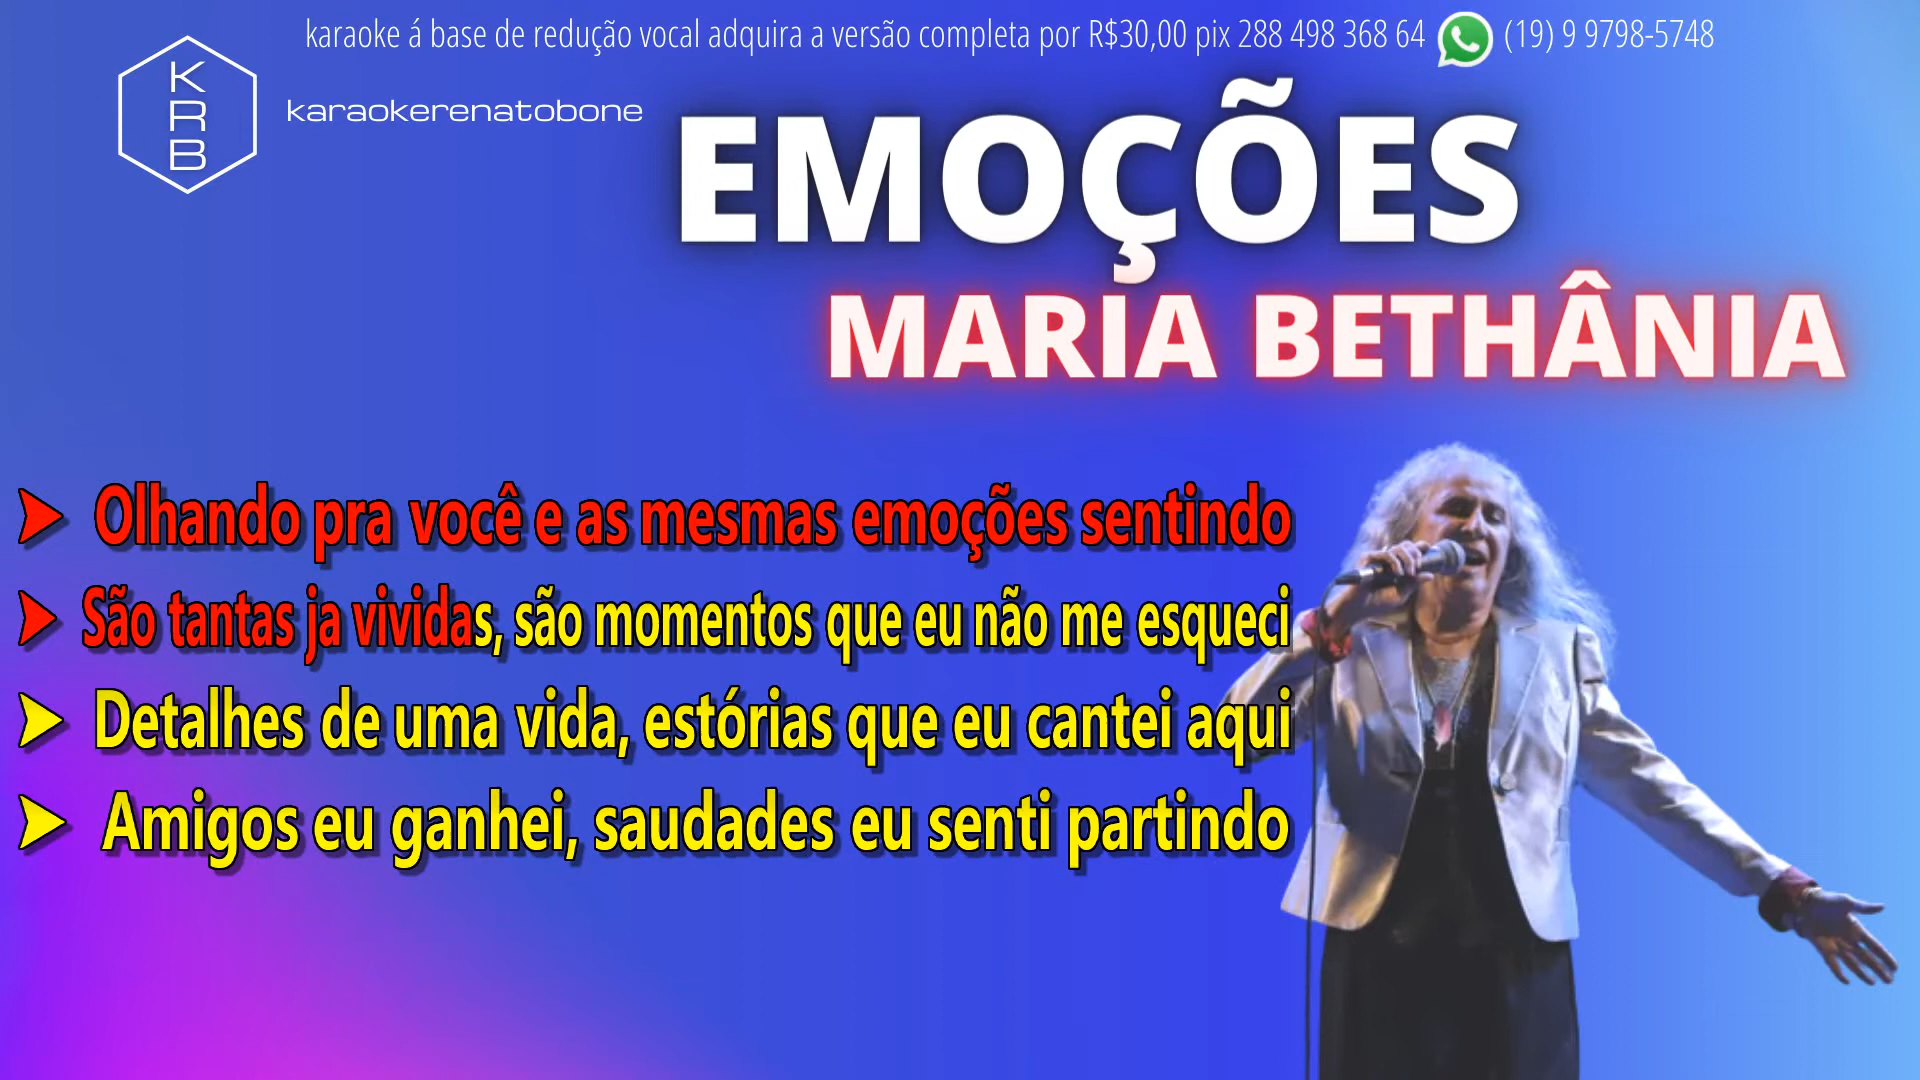 karaoke á base de redução vocal adquira a versão completa por R$30,00 pix 288 498 368 64 (19) 9 9798-5748
K
R
B
karaokerenatobone
EMOÇÕES
MARIA BETHÂNIA
Olhando pra você e as mesmas emoções sentindo
São tantas ja vividas, são momentos que eu não me esqueci
Detalhes de uma vida, estórias que eu cantei aqui
Amigos eu ganhei, saudades eu senti partindo